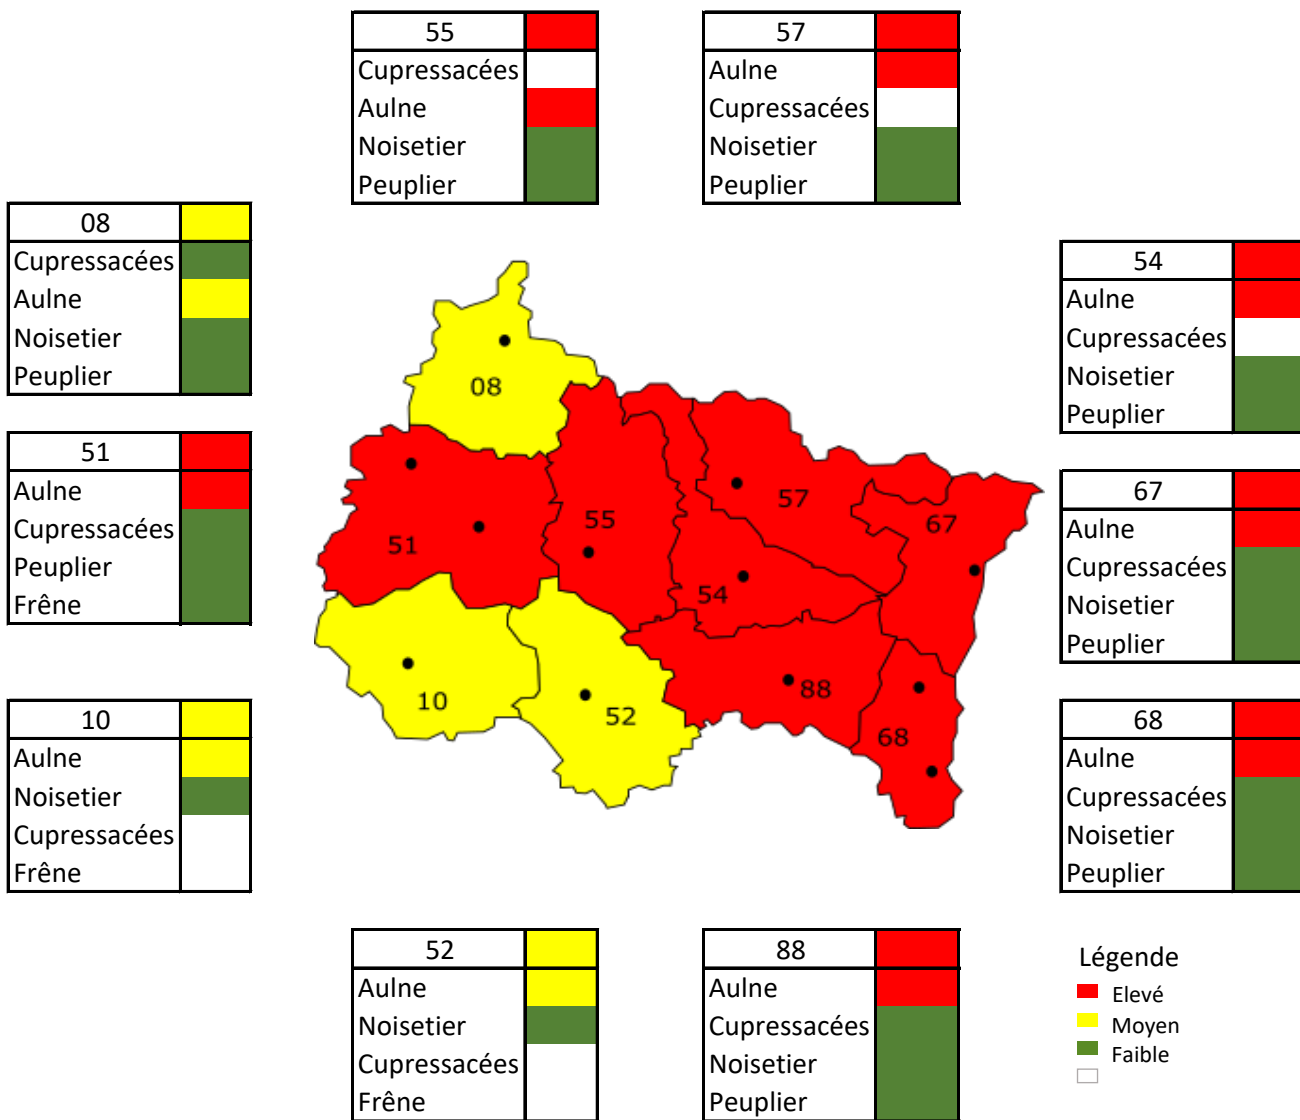 55
Cupressacées
Aulne
Noisetier
Peuplier
57
Aulne
Cupressacées
Noisetier
Peuplier
08
Cupressacées
Aulne
Noisetier
Peuplier
54
Aulne
Cupressacées
Noisetier
Peuplier
51
Aulne
Cupressacées
Peuplier
Frêne
67
Aulne
Cupressacées
Noisetier
Peuplier
10
Aulne
Noisetier
Cupressacées
Frêne
68
Aulne
Cupressacées
Noisetier
Peuplier
08
57
55
67
51
54
88
10
52
68
52
Aulne
Noisetier
Cupressacées
Frêne
88
Aulne
Cupressacées
Noisetier
Peuplier
Légende
Elevé
Moyen
Faible